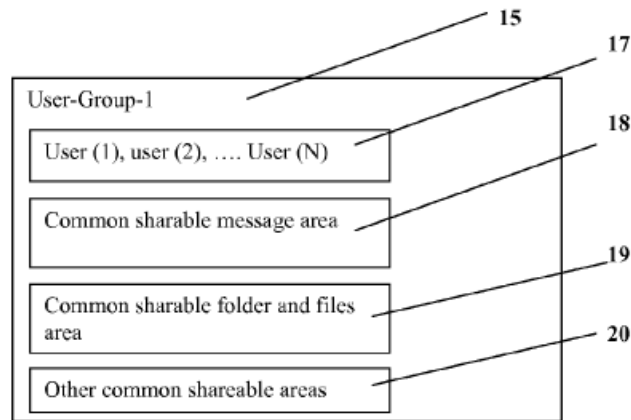 15
17
User-Group-1
18
User (1), user (2), .... User (N)
Common sharable message area
19
Common sharable folder and files
area
20
Other common shareable areas